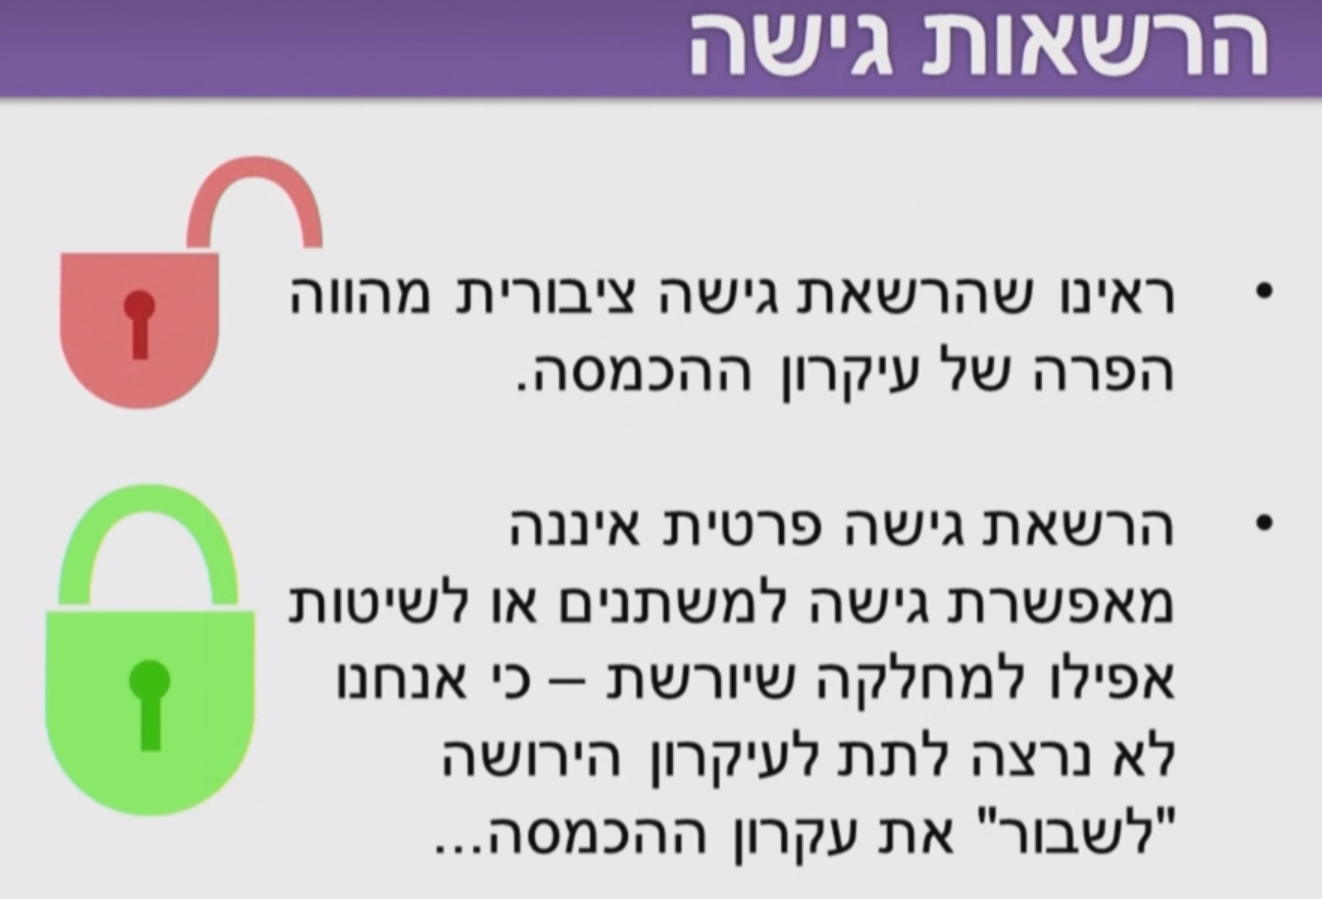 הרשאות גישה
• ראינו שהרשאת גישה ציבורית מהווה
הפרה של עיקרון ההכמסה.
• הרשאת גישה פרטית איננה
מאפשרת גישה למשתנים או לשיטות
אפילו למחלקה שיורשת – כי אנחנו
לא נרצה לתת לעיקרון הירושה
"לשבור" את עקרון ההכמסה...